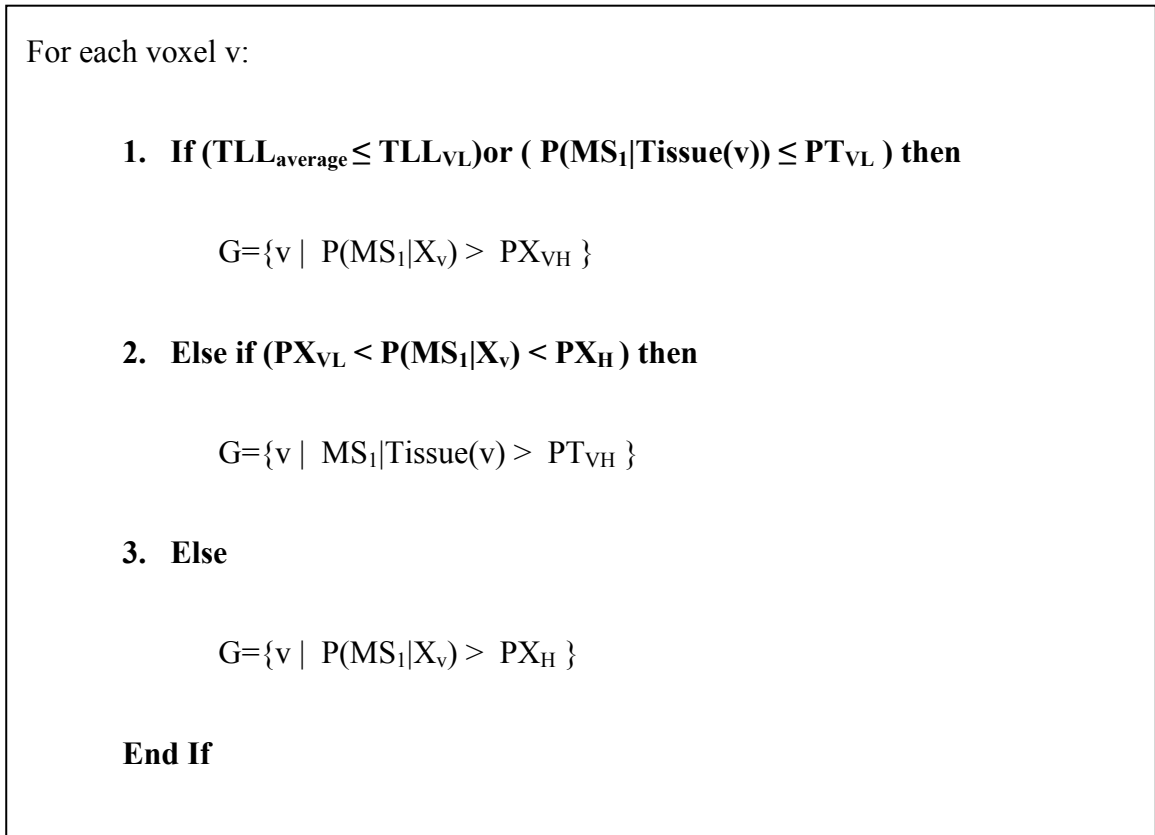 For each voxel v:
1. If (TLLaverage ≤ TLLVL)or ( P(MS1|Tissue(v)) ≤ PTVL ) then
G={v | P(MS1|Xv) > PXVH }
2. Else if (PXVL < P(MS1|Xv) < PXH ) then
G={v | MS1|Tissue(v) > PTVH }
3. Else
G={v | P(MS1|Xv) > PXH }
End If